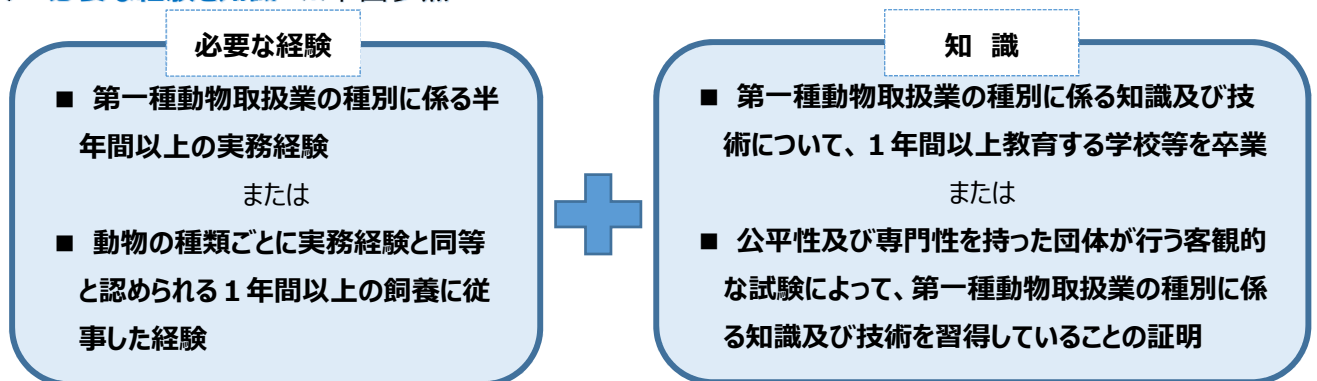 必要な経験
■ 第一種動物取扱業の種別に係る半
年間以上の実務経験
または
■ 動物の種類ごとに実務経験と同等
と認められる１年間以上の飼養に従
事した経験
知 識
■ 第一種動物取扱業の種別に係る知識及び技
術について、１年間以上教育する学校等を卒業
または
■ 公平性及び専門性を持った団体が行う客観的
な試験によって、第一種動物取扱業の種別に係
る知識及び技術を習得していることの証明